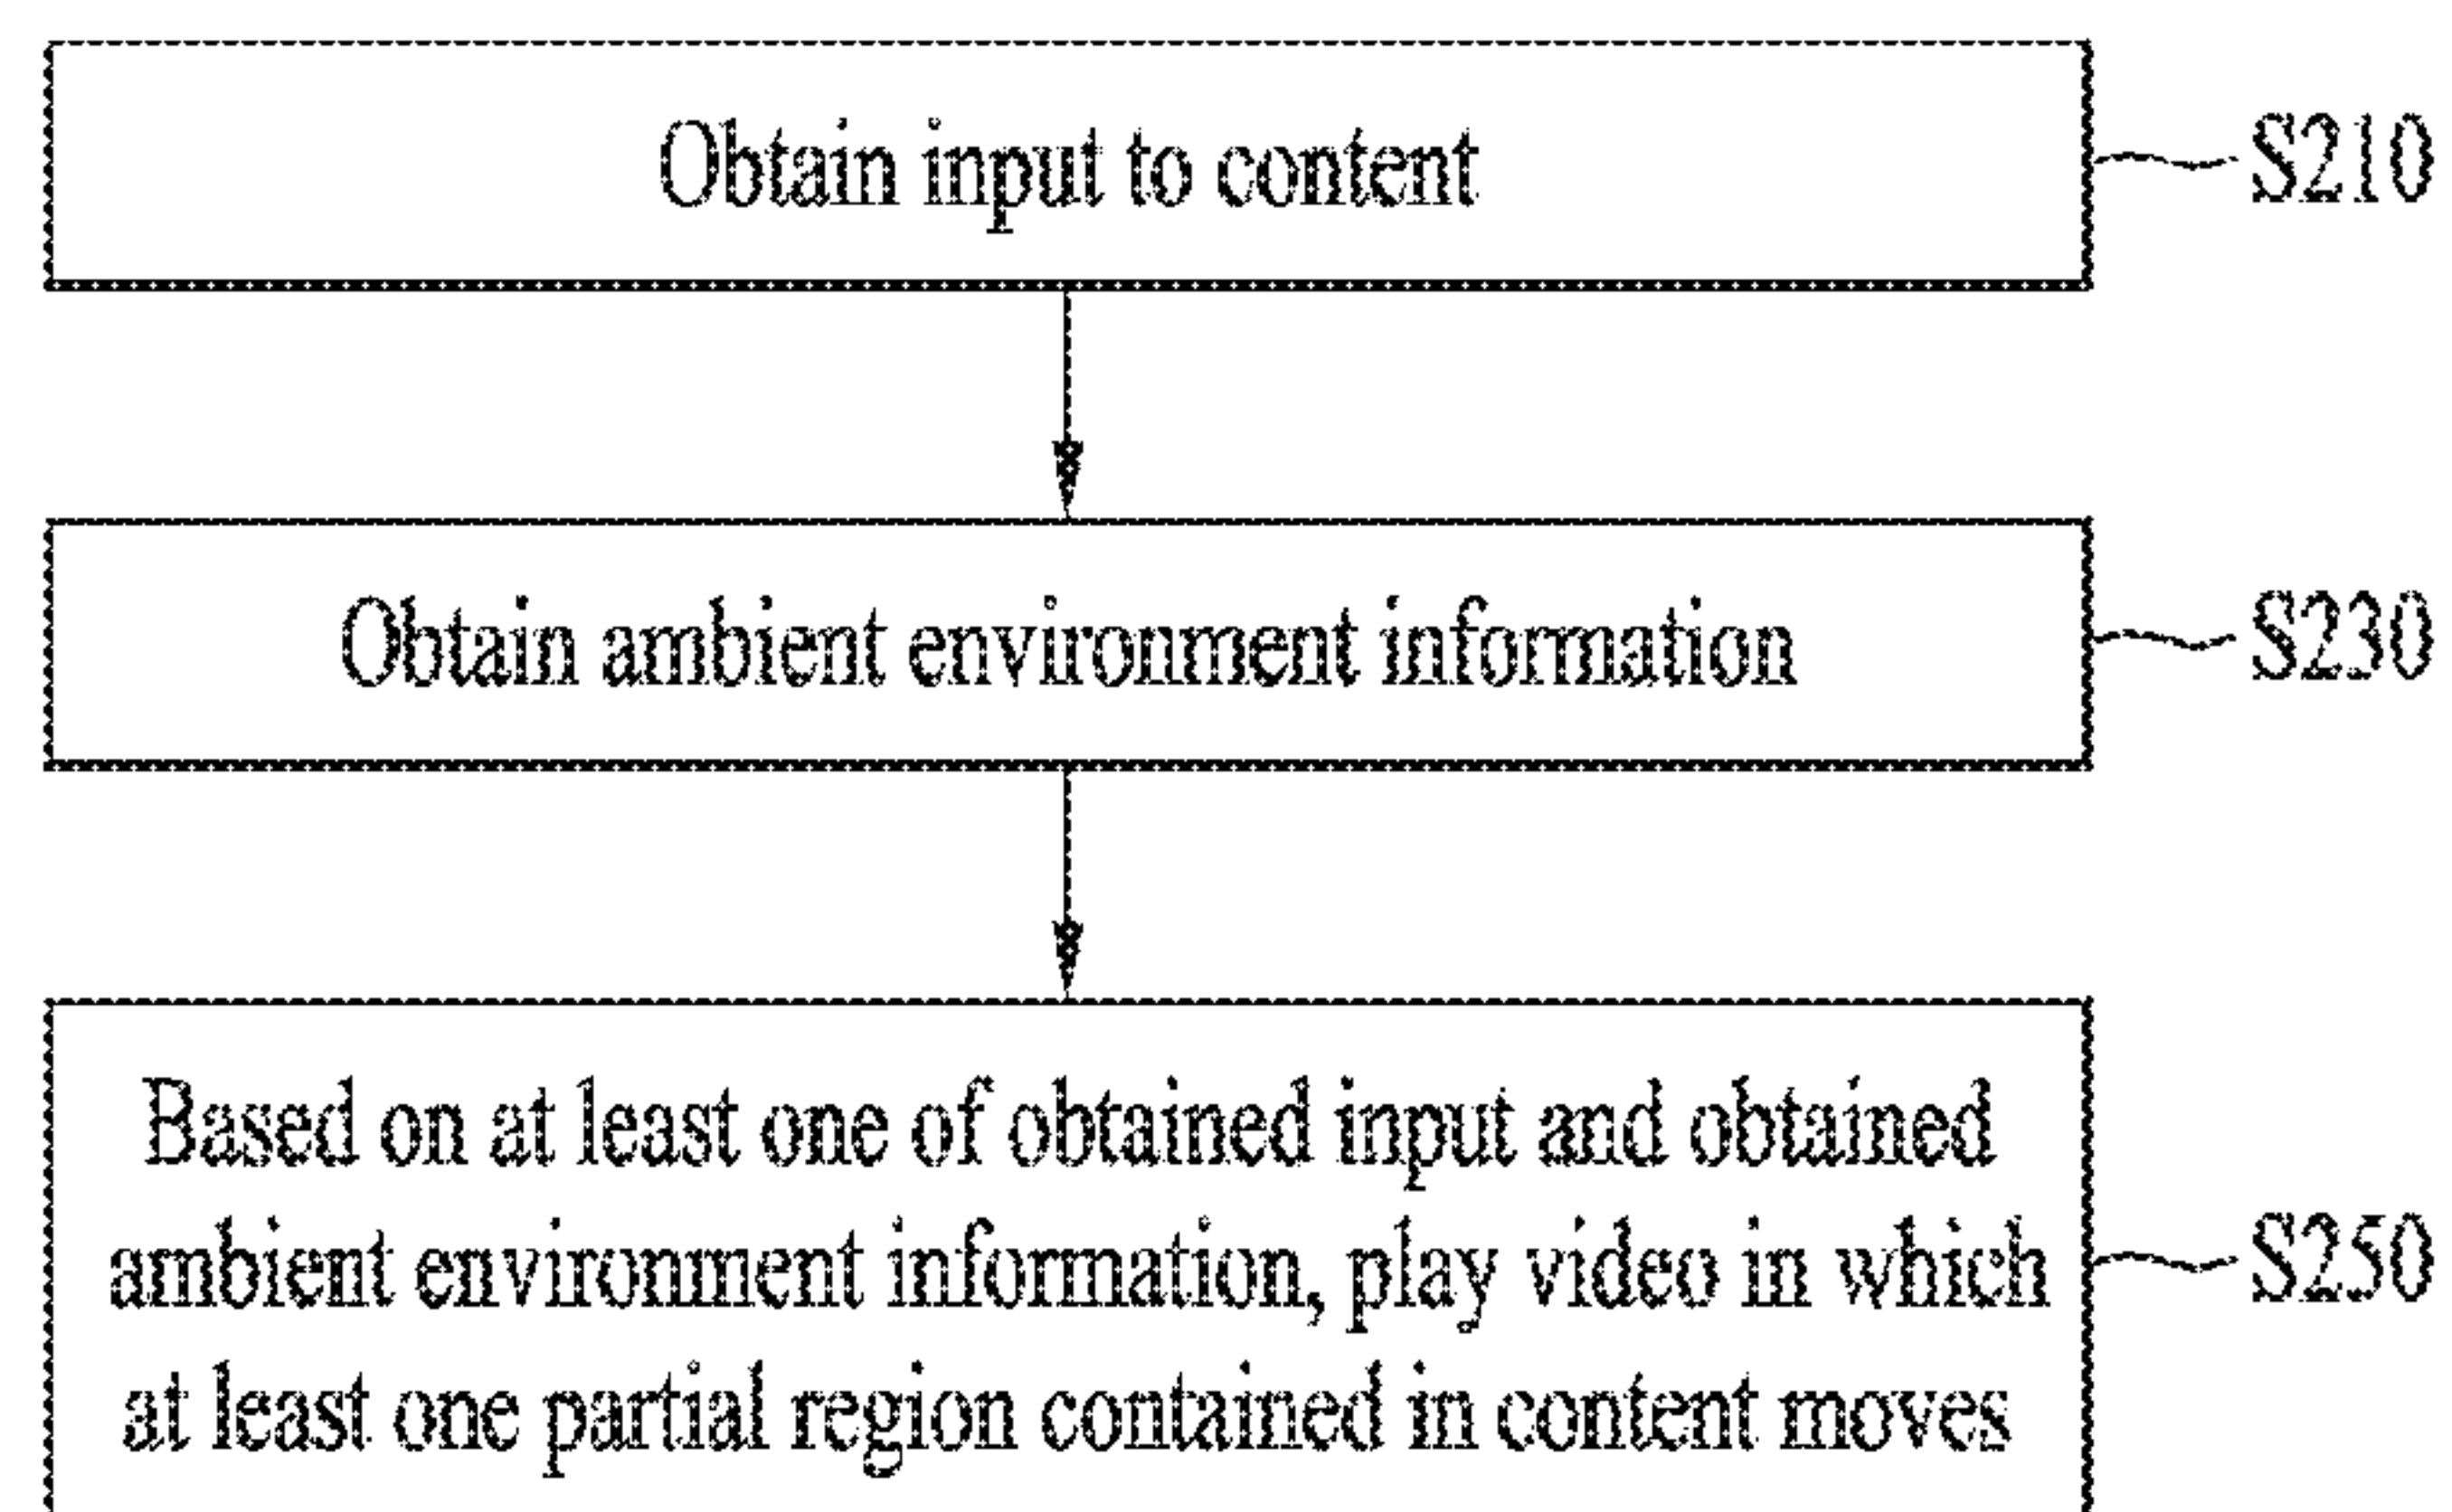 Obtain input to content
S210
Obtain ambient environment information
S230
Based on at least one of obtained input and obtained
ambient environment information, play video in which
at least one partial region contained in content moves
S250